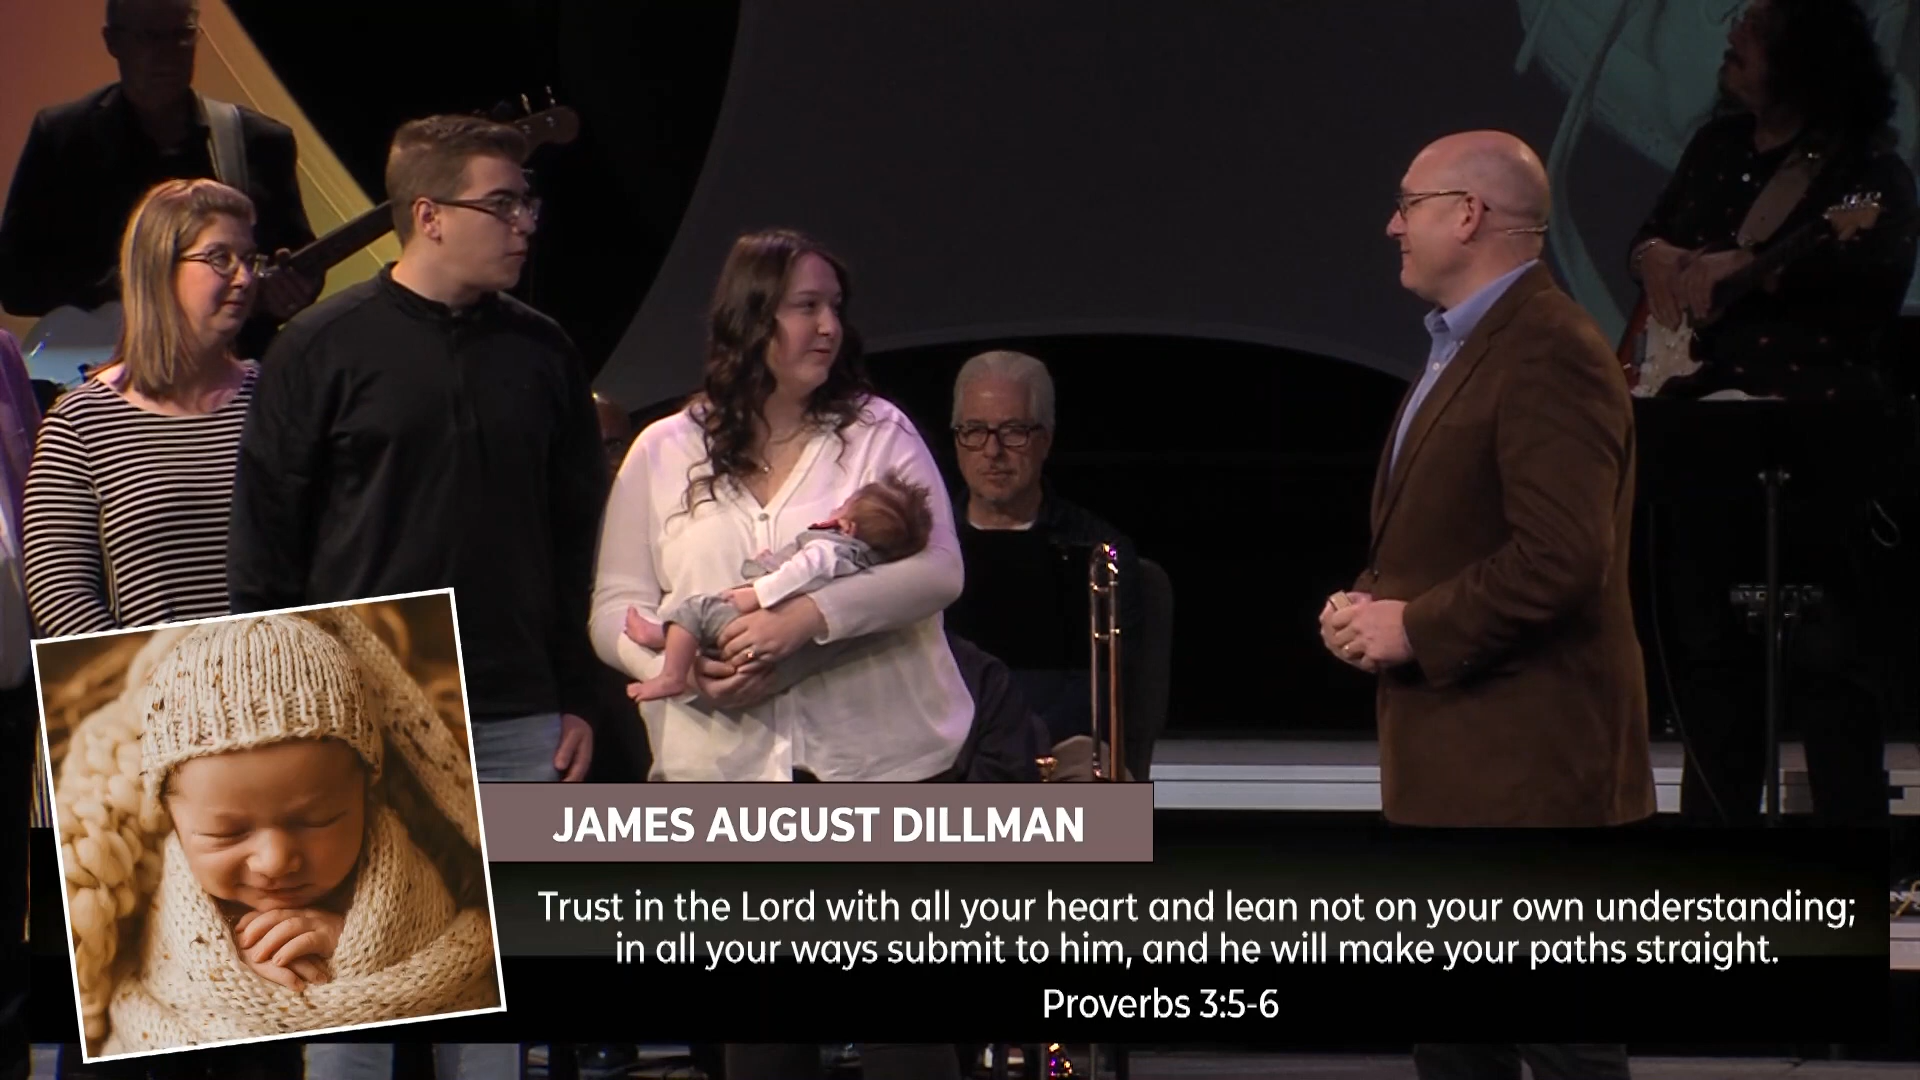 JAMES AUGUST DILLMAN
Trust in the Lord with all your heart and lean not on your own understanding;
in all your ways submit to him, and he will make your paths straight.
Proverbs 3:5-6